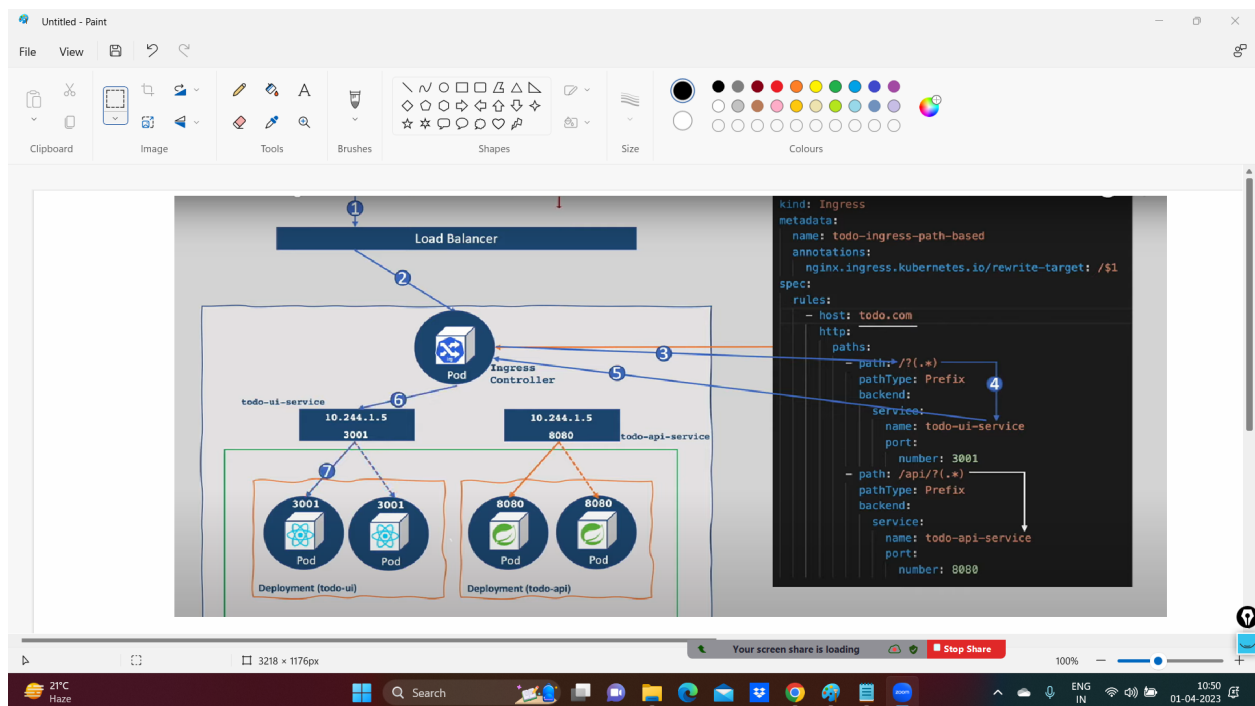 Untitled - Paint
File View
Clipboard Image Tools Brushes Shapes Size Colours
1
Load Balancer
2
Pod
Ingress
Controller
3
5
4
6
todo-ui-service
10.244.1.5
3001
10.244.1.5
8080
todo-api-service
7
3001
Pod
3001
Pod
8080
Pod
8080
Pod
Deployment (todo-ui)
Deployment (todo-api)
kind: Ingress
metadata:
name: todo-ingress-path-based
annotations:
nginx.ingress.kubernetes.io/rewrite-target: /$1
spec:
rules:
- host: todo.com
http:
paths:
- path: /?(.*)
pathType: Prefix
backend:
service:
name: todo-ui-service
port:
number: 3001
- path: /api/?(.*)
pathType: Prefix
backend:
service:
name: todo-api-service
port:
number: 8080
Your screen share is loading Stop Share
3218 × 1176px
100%
21°C
Haze
Search
zoom
ENG
IN
10:50
01-04-2023